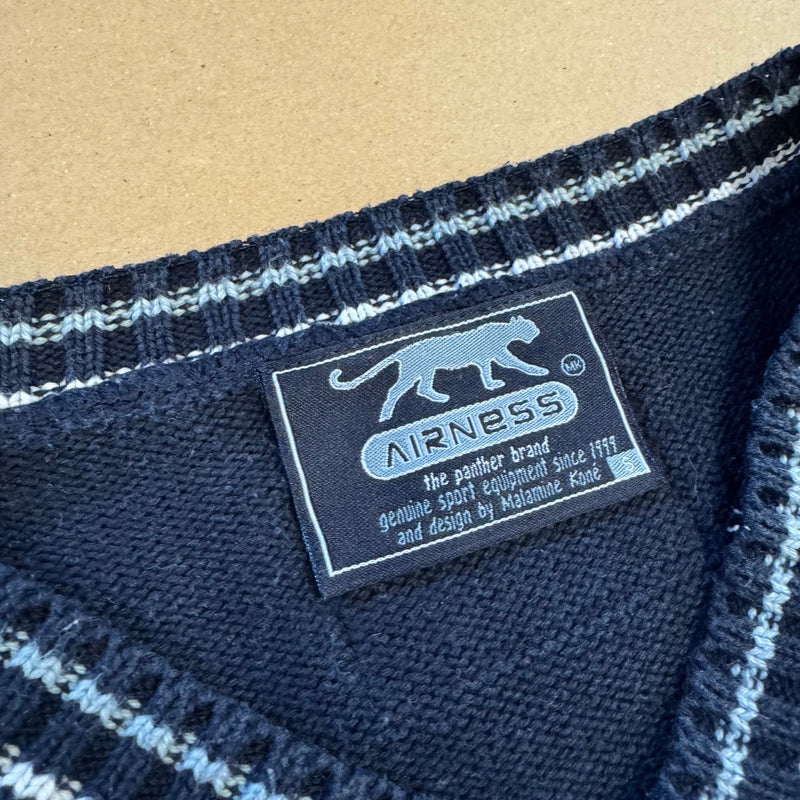 MK
AIRNESS
the panther brand
genuine sport equipment since 1999
and design by Malamine Koné
S